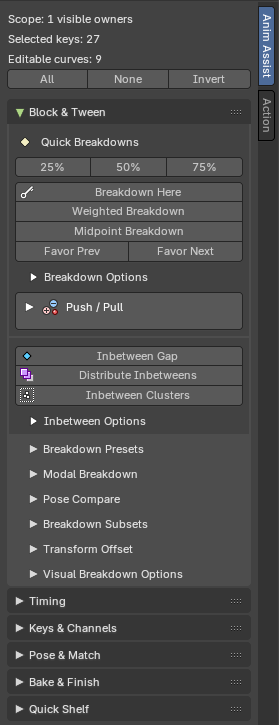 Scope: 1 visible owners
Selected keys: 27
Editable curves: 9
All None Invert
Block & Tween
Quick Breakdowns
25% 50% 75%
Breakdown Here
Weighted Breakdown
Midpoint Breakdown
Favor Prev Favor Next
Breakdown Options
Push / Pull
Inbetween Gap
Distribute Inbetweens
Inbetween Clusters
Inbetween Options
Breakdown Presets
Modal Breakdown
Pose Compare
Breakdown Subsets
Transform Offset
Visual Breakdown Options
Timing
Keys & Channels
Pose & Match
Bake & Finish
Quick Shelf
Anim Assist
Action